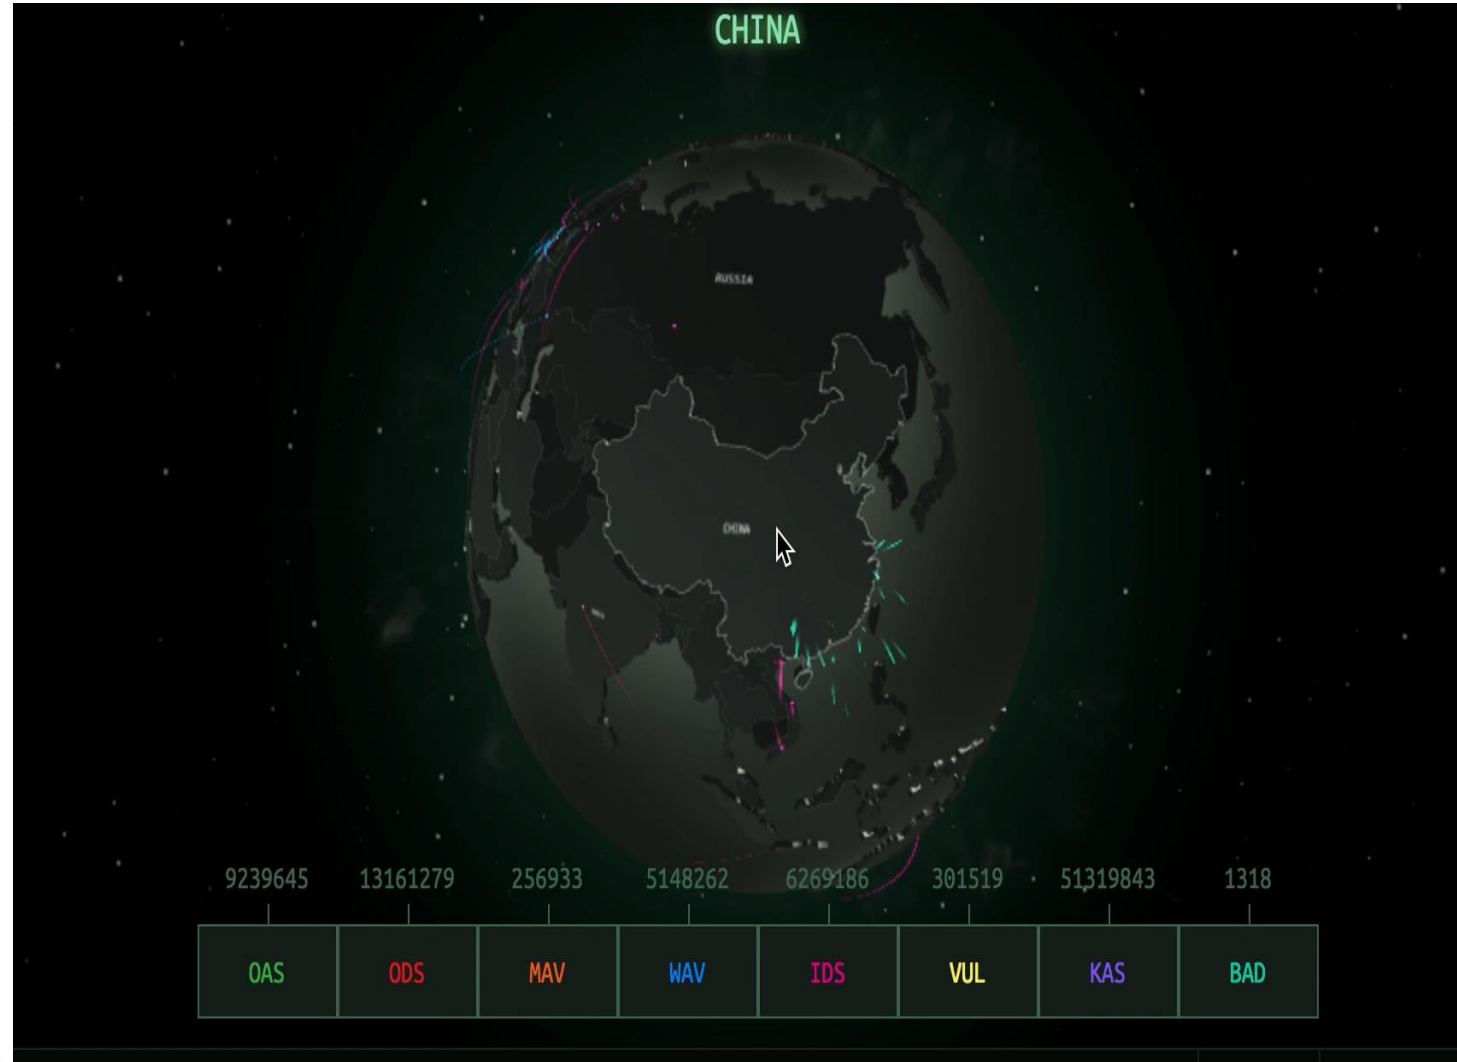 CHINA
RUSSIA
CHINA
9239645 13161279 256933 5148262 6269186 301519 51319843 1318
OAS ODS MAV WAV IDS VUL KAS BAD